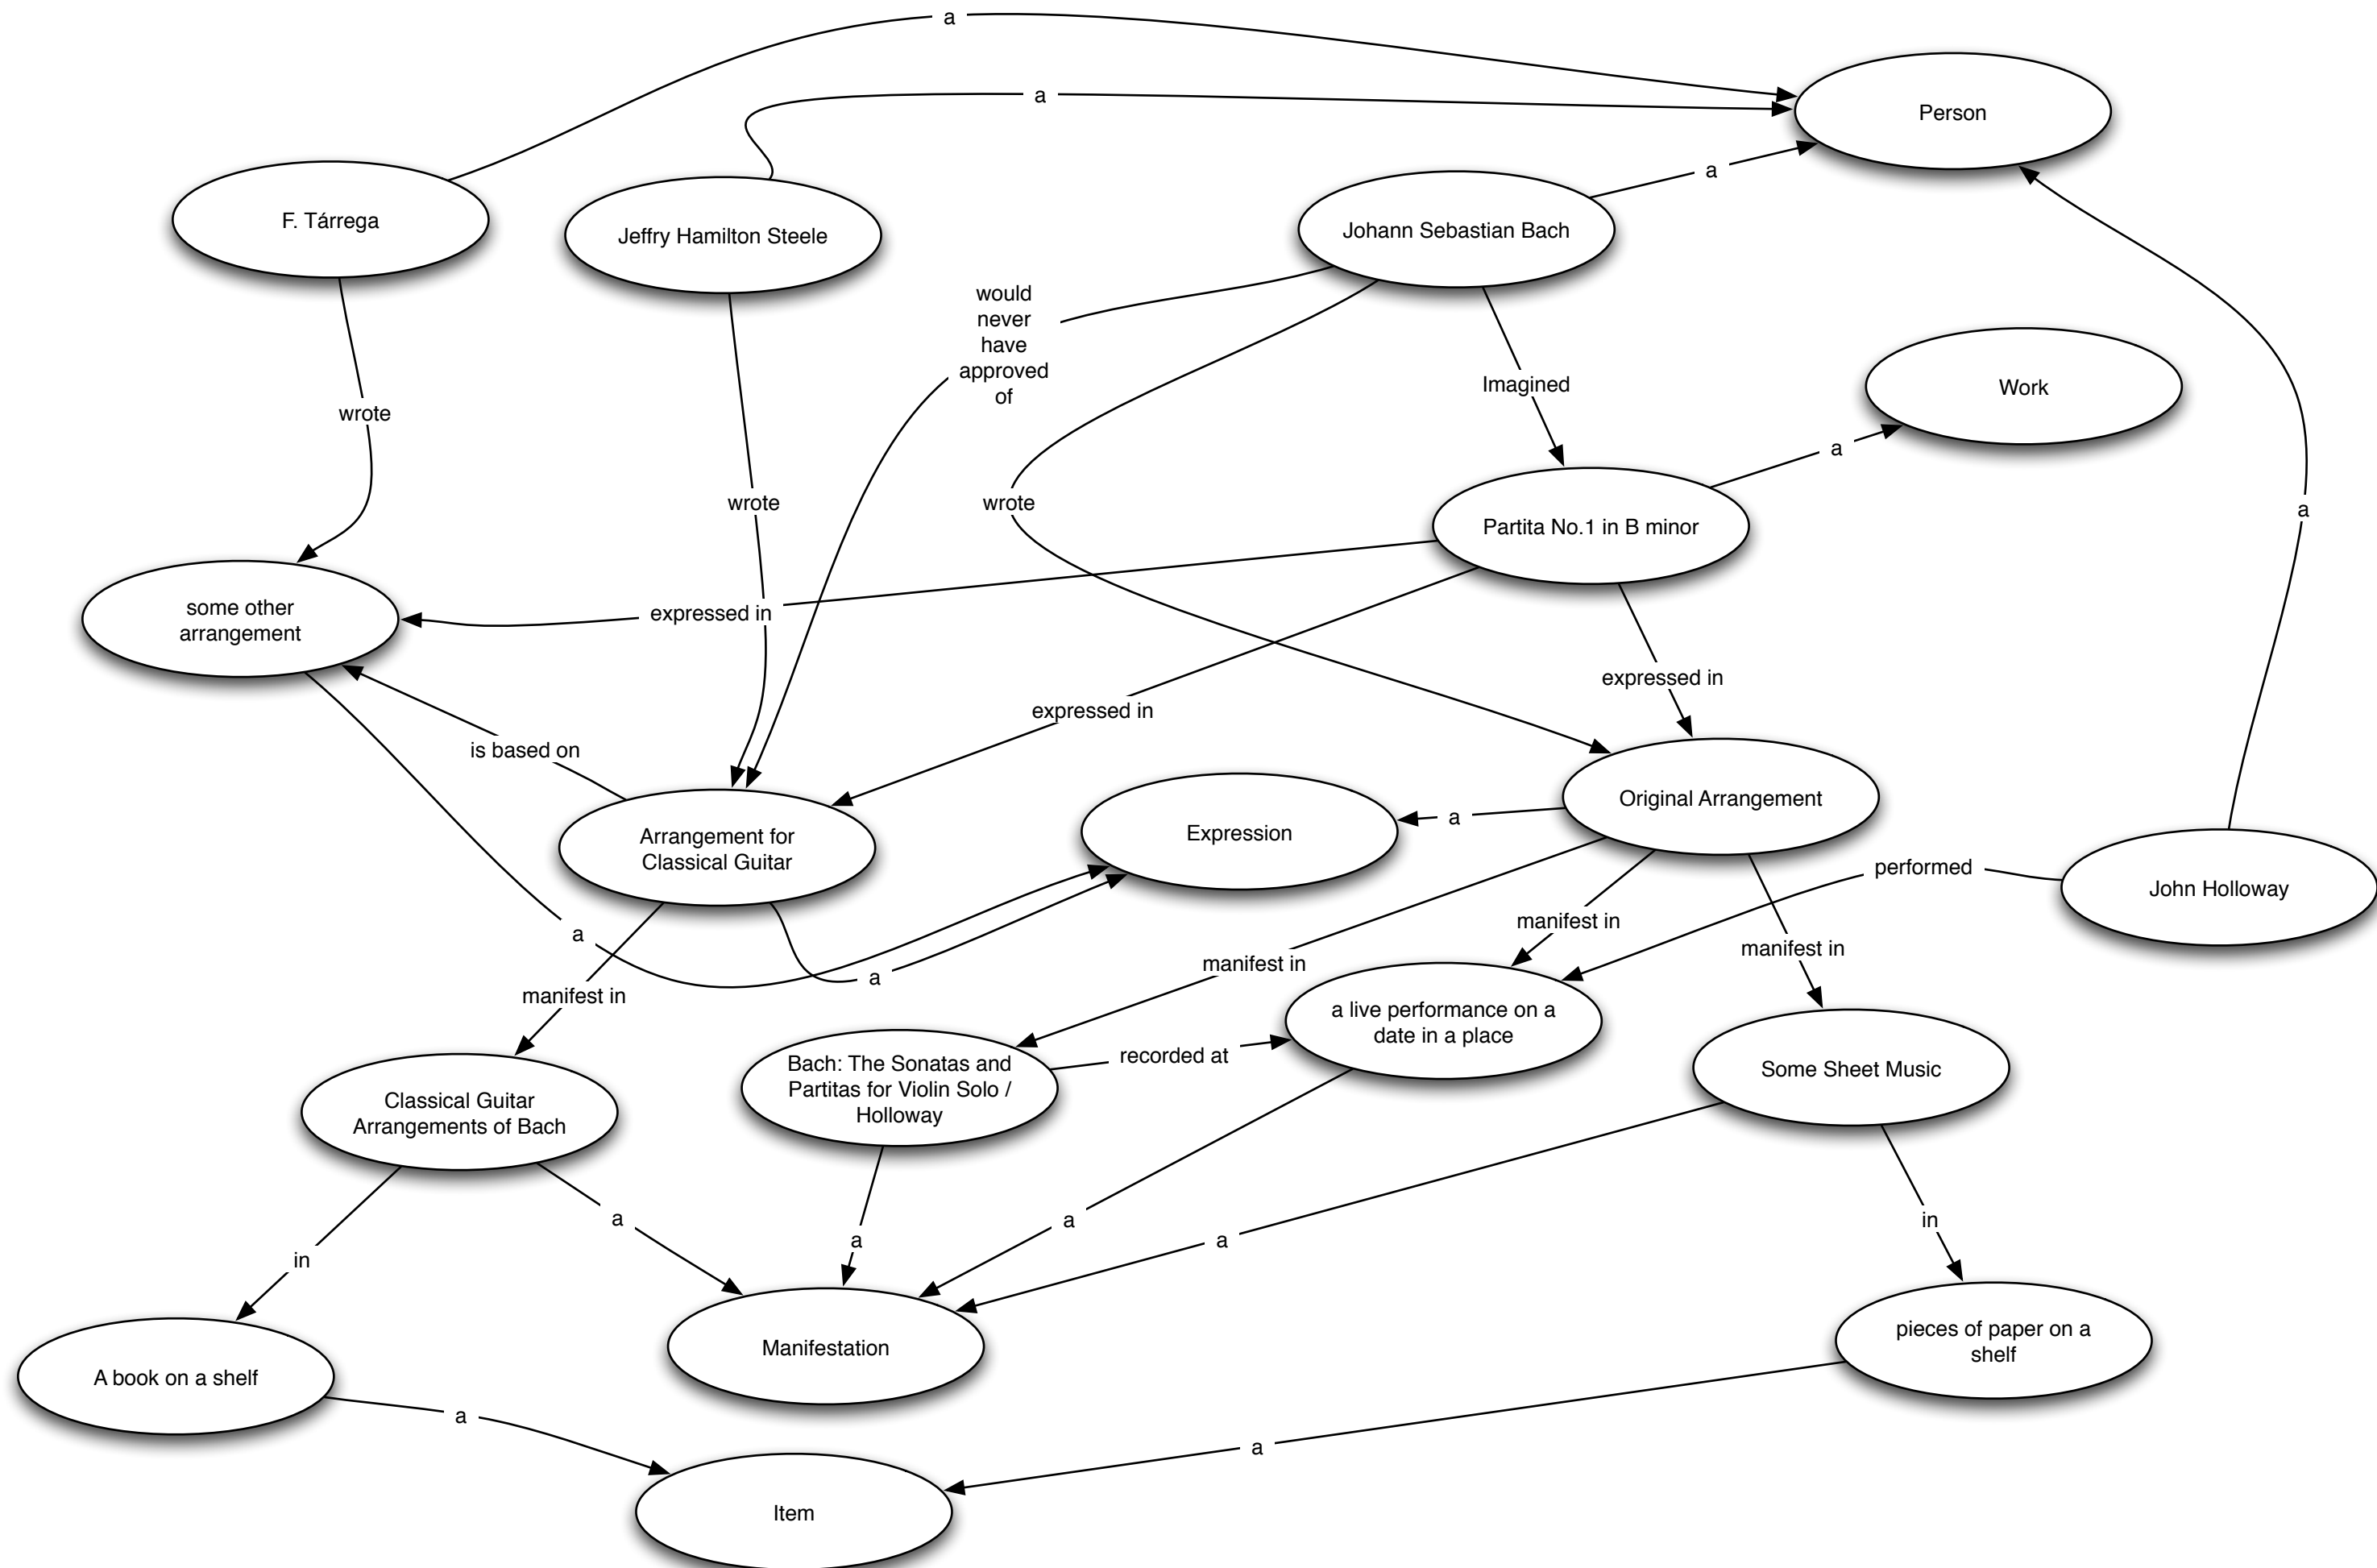 a
a
Person
a
F. Tárrega
Jeffry Hamilton Steele
Johann Sebastian Bach
would
never
have
approved
of
Imagined
Work
wrote
a
wrote
wrote
Partita No.1 in B minor
a
some other
arrangement
expressed in
expressed in
expressed in
is based on
Original Arrangement
a
Expression
Arrangement for
Classical Guitar
performed
John Holloway
a
manifest in
manifest in
manifest in
a
manifest in
a live performance on a
date in a place
recorded at
Bach: The Sonatas and
Partitas for Violin Solo /
Holloway
Some Sheet Music
Classical Guitar
Arrangements of Bach
a
a
a
a
in
in
Manifestation
pieces of paper on a
shelf
A book on a shelf
a
a
Item